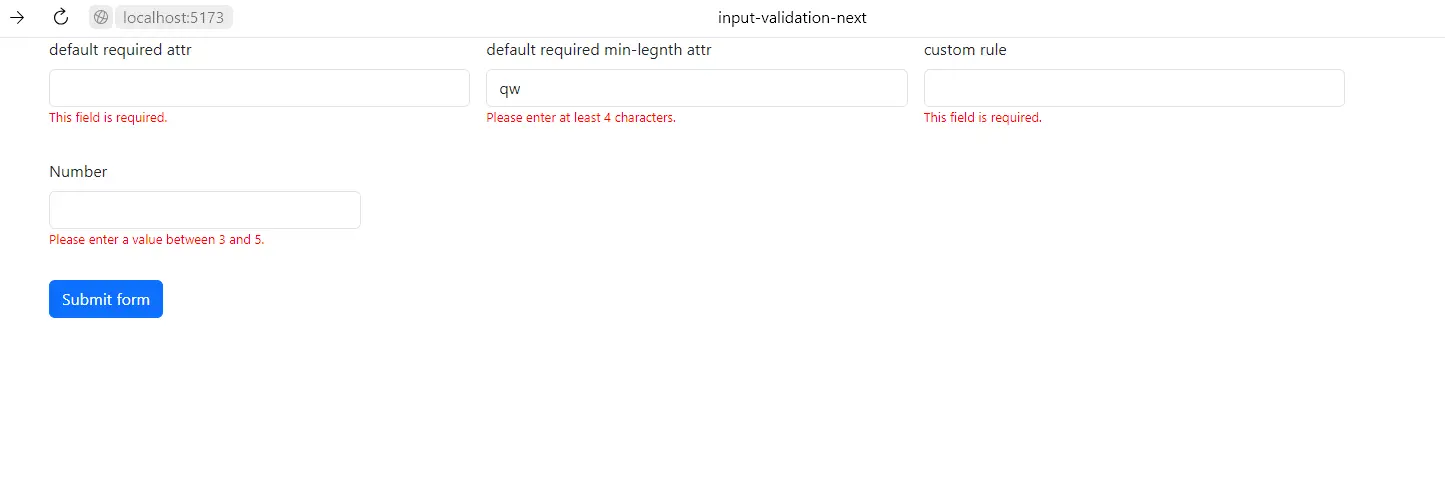 localhost:5173
input-validation-next
default required attr
default required min-legnth attr
custom rule
qw
This field is required.
Please enter at least 4 characters.
This field is required.
Number
Please enter a value between 3 and 5.
Submit form